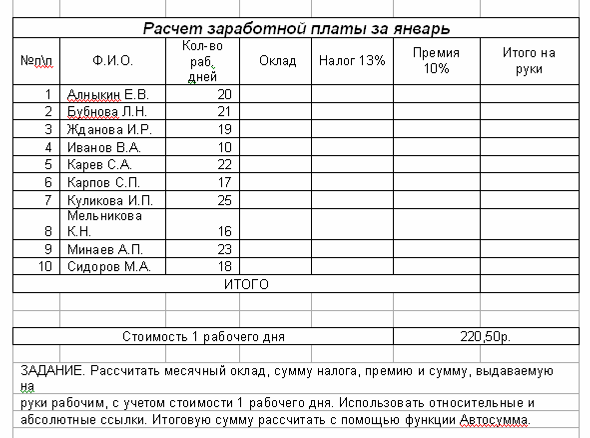 Расчет заработной платы за январь
№п\п Ф.И.О. Кол-во раб, дней Оклад Налог 13% Премия 10% Итого на руки
1 Алныкин Е.В. 20
2 Бубнова Л.Н. 21
3 Жданова И.Р. 19
4 Иванов В.А. 10
5 Карев С.А. 22
6 Карпов С.П. 17
7 Куликова И.П. 25
8 Мельникова К.Н. 16
9 Минаев А.П. 23
10 Сидоров М.А. 18
ИТОГО
Стоимость 1 рабочего дня 220,50р.
ЗАДАНИЕ. Рассчитать месячный оклад, сумму налога, премию и сумму, выдаваемую
на
руки рабочим, с учетом стоимости 1 рабочего дня. Использовать относительные и
абсолютные ссылки. Итоговую сумму рассчитать с помощью функции Автосумма.